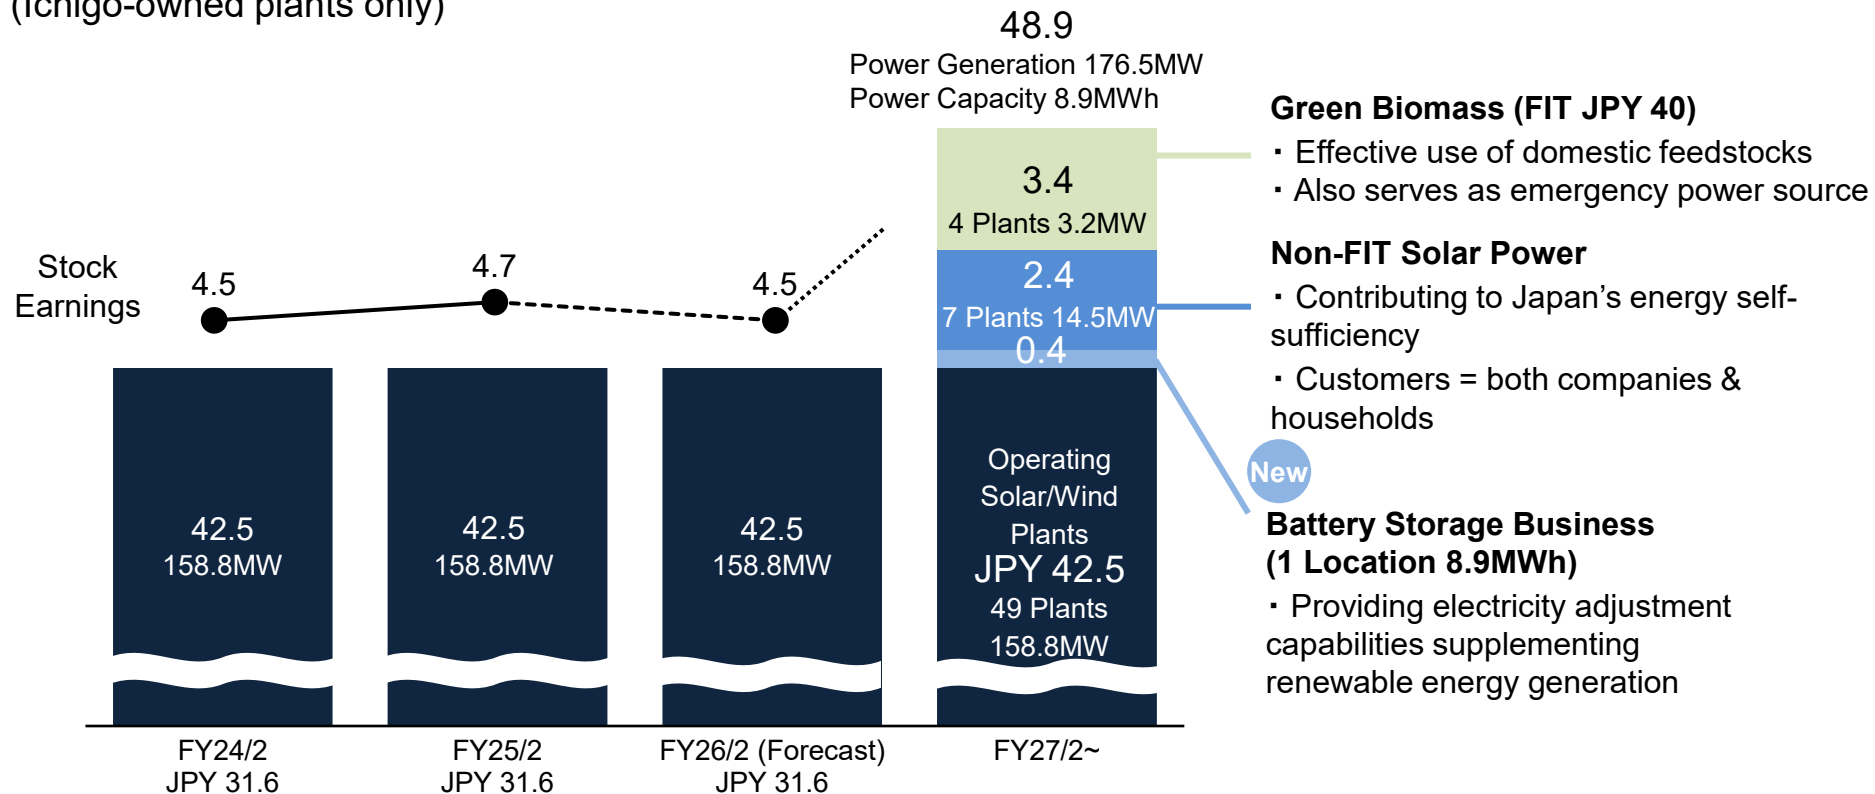 (Ichigo-owned plants only)
48.9
Power Generation 176.5MW
Power Capacity 8.9MWh
Stock
Earnings
4.5
4.7
4.5
3.4
4 Plants 3.2MW
2.4
7 Plants 14.5MW
0.4
42.5
158.8MW
42.5
158.8MW
42.5
158.8MW
Operating
Solar/Wind
Plants
JPY 42.5
49 Plants
158.8MW
FY24/2
JPY 31.6
FY25/2
JPY 31.6
FY26/2 (Forecast)
JPY 31.6
FY27/2~
Green Biomass (FIT JPY 40)
・Effective use of domestic feedstocks
・Also serves as emergency power source
Non-FIT Solar Power
・Contributing to Japan’s energy self-
sufficiency
・Customers = both companies &
households
New
Battery Storage Business
(1 Location 8.9MWh)
・Providing electricity adjustment
capabilities supplementing
renewable energy generation